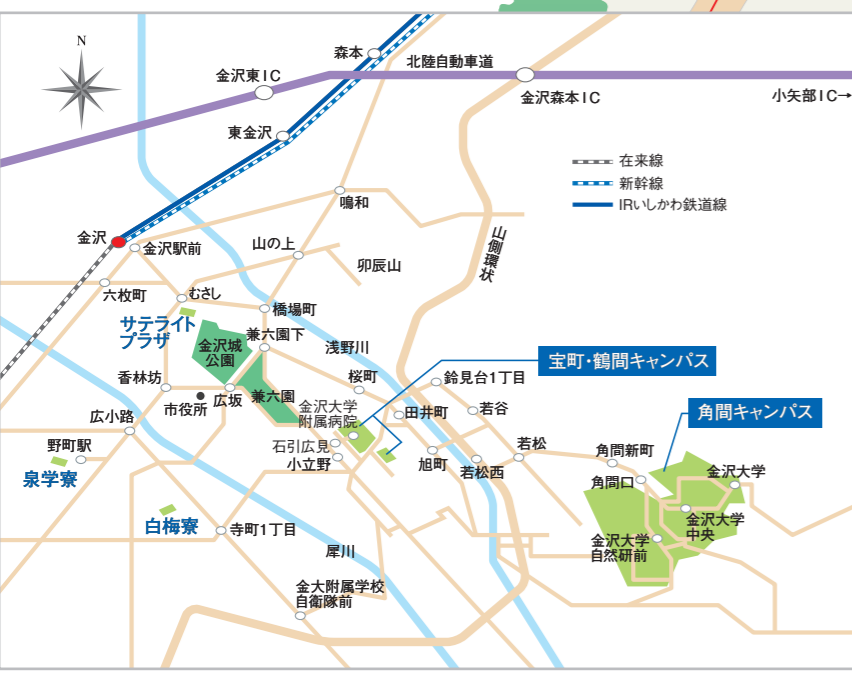 N
森本
北陸自動車道
金沢東IC
金沢森本IC
小矢部IC→
東金沢
在来線
新幹線
IRいしかわ鉄道線
鳴和
山側環状
金沢
金沢駅前
山の上
卯辰山
六枚町
むさし
橋場町
サテライト
プラザ
金沢城
公園
兼六園下
浅野川
宝町・鶴間キャンパス
香林坊
桜町
鈴見台1丁目
市役所
広坂
兼六園
金沢大学
附属病院
田井町
若谷
角間キャンパス
広小路
石引広見
小立野
旭町
若松西
若松
角間新町
角間口
金沢大学
野町駅
泉学寮
金沢大学
中央
白梅寮
寺町1丁目
犀川
金沢大学
自然研前
金大附属学校
自衛隊前